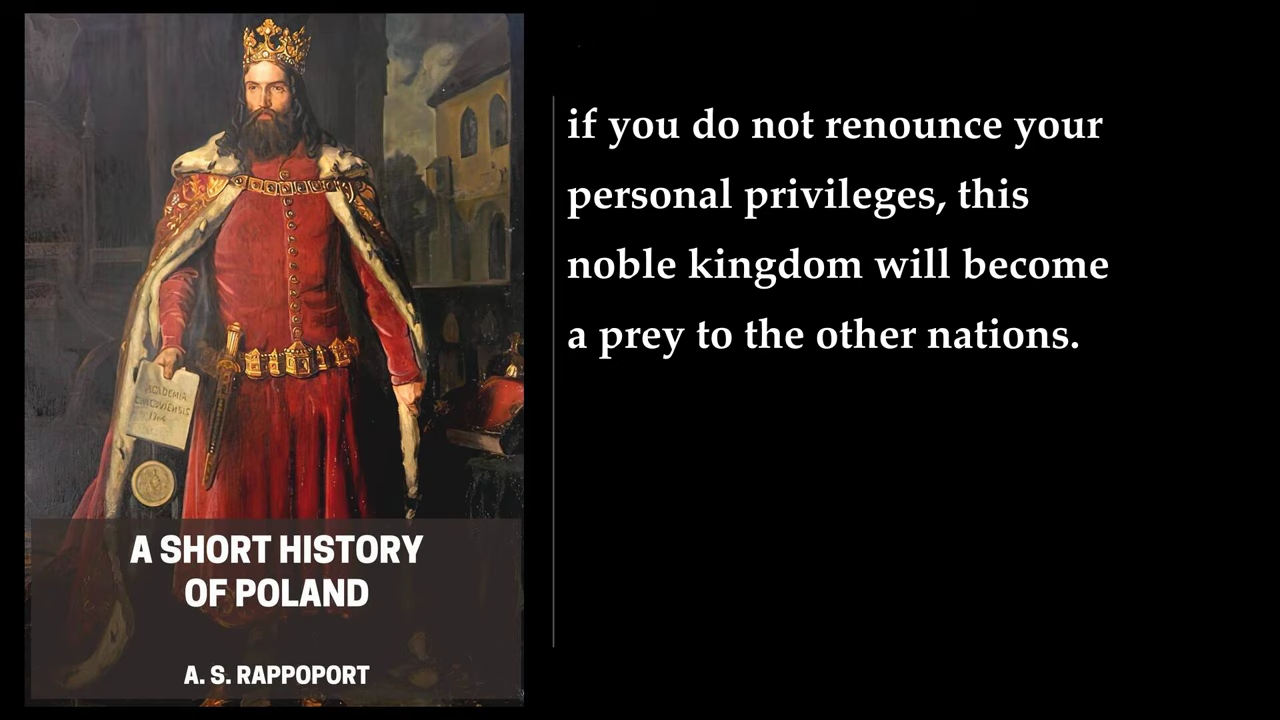 if you do not renounce your
personal privileges, this
noble kingdom will become
a prey to the other nations.
ACADEMIA
A SHORT HISTORY
OF POLAND
A. S. RAPPOPORT